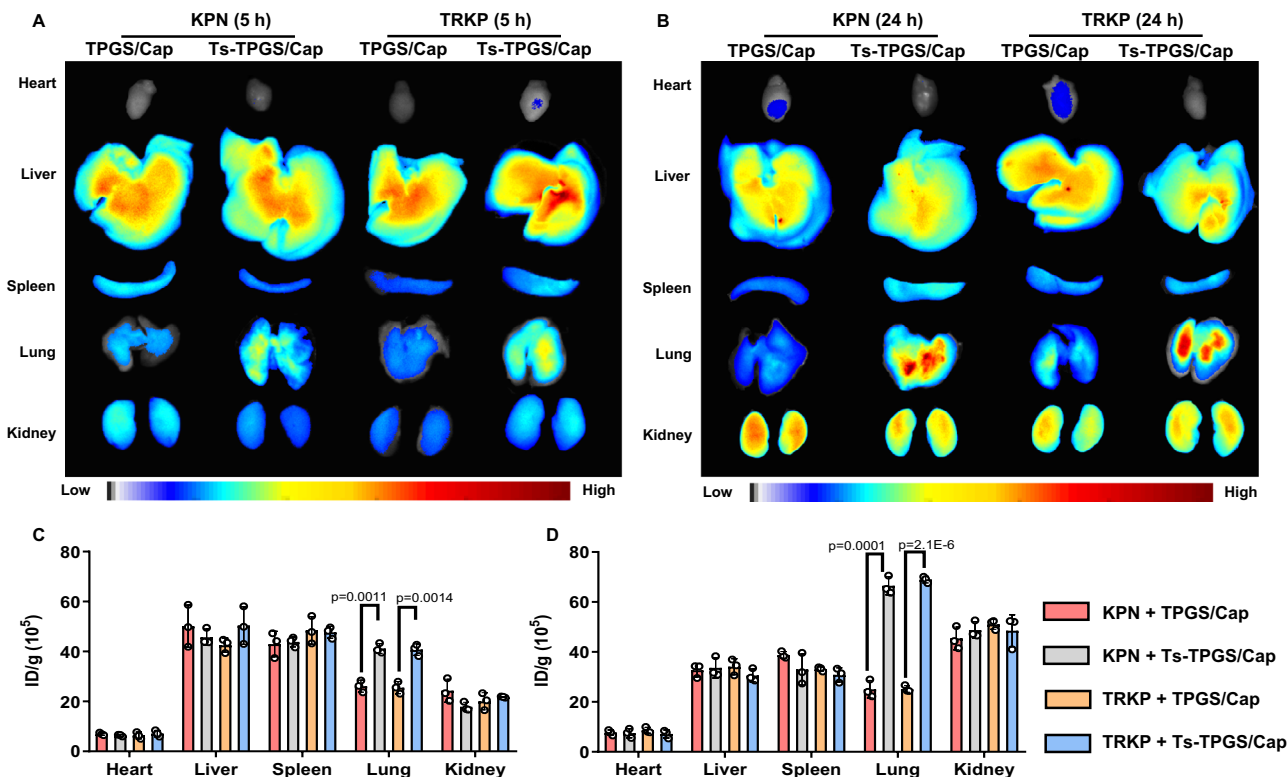 A
KPN (5 h)
TRKP (5 h)
TPGS/Cap
Ts-TPGS/Cap
TPGS/Cap
Ts-TPGS/Cap
Heart
Liver
Spleen
Lung
Kidney
Low
High
B
KPN (24 h)
TRKP (24 h)
TPGS/Cap
Ts-TPGS/Cap
TPGS/Cap
Ts-TPGS/Cap
Heart
Liver
Spleen
Lung
Kidney
Low
High
C
80
60
40
20
0
ID/g (10⁵)
p=0.0011
p=0.0014
Heart
Liver
Spleen
Lung
Kidney
D
80
60
40
20
0
ID/g (10⁵)
p=0.0001
p=2.1E-6
Heart
Liver
Spleen
Lung
Kidney
KPN + TPGS/Cap
KPN + Ts-TPGS/Cap
TRKP + TPGS/Cap
TRKP + Ts-TPGS/Cap